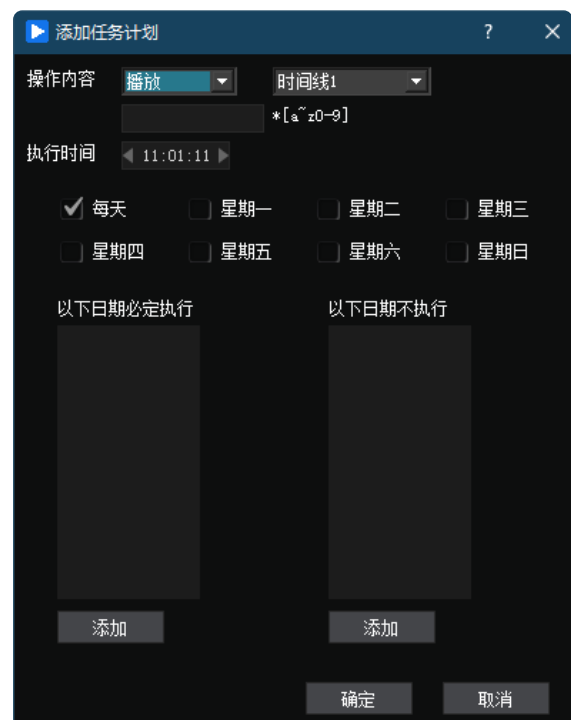 添加任务计划 ?
操作内容 播放 时间线1
*[a~z0-9]
执行时间 11:01:11
每天 星期一 星期二 星期三
星期四 星期五 星期六 星期日
以下日期必定执行 以下日期不执行
添加 添加
确定 取消